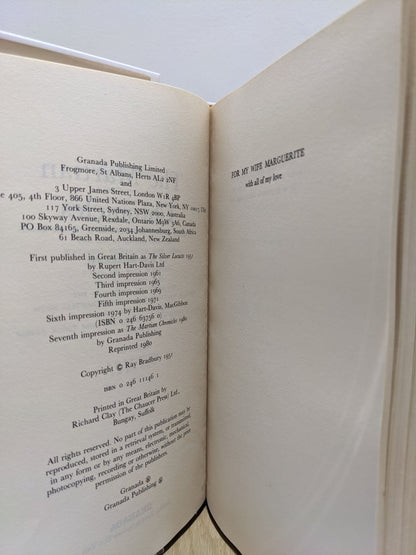 Granada Publishing Limited
Frogmore, St Albans, Herts AL2 2NF
and
3 Upper James Street, London W1R 4BP
405, 4th Floor, 866 United Nations Plaza, New York, NY 10017
117 York Street, Sydney, NSW 2000, Australia
100 Skyway Avenue, Rexdale, Ontario M9W 3A6, Canada
PO Box 84165, Greenside, 2034 Johannesburg, South Africa
61 Beach Road, Auckland, New Zealand
First published in Great Britain as The Silver Locusts 1951
by Rupert Hart-Davis Ltd
Second impression 1961
Third impression 1965
Fourth impression 1969
Fifth impression 1971
Sixth impression 1974 by Hart-Davis, MacGibbon
(ISBN 0 246 63756 0)
Seventh impression as The Martian Chronicles 1980
by Granada Publishing
Reprinted 1980
Copyright © Ray Bradbury 1951
ISBN 0 246 11146 1
Printed in Great Britain by
Richard Clay (The Chaucer Press) Ltd.,
Bungay, Suffolk
All rights reserved. No part of this publication may be
reproduced, stored in a retrieval system, or transmitted,
in any form or by any means, electronic, mechanical,
photocopying, recording or otherwise, without the prior
permission of the publishers.
Granada ®
Granada Publishing ®
FOR MY WIFE MARGUERITE
with all of my love